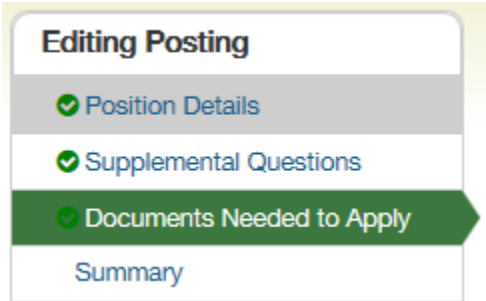 Editing Posting
Position Details
Supplemental Questions
Documents Needed to Apply
Summary